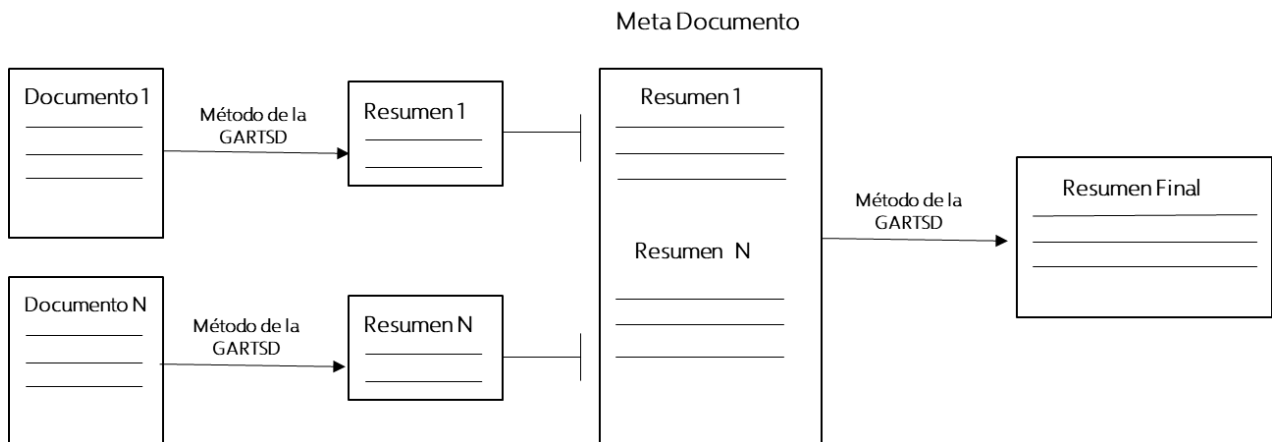 Meta Documento
Documento 1
Método de la
GARTSD
Resumen 1
Resumen 1
Método de la
GARTSD
Resumen Final
Resumen N
Documento N
Método de la
GARTSD
Resumen N